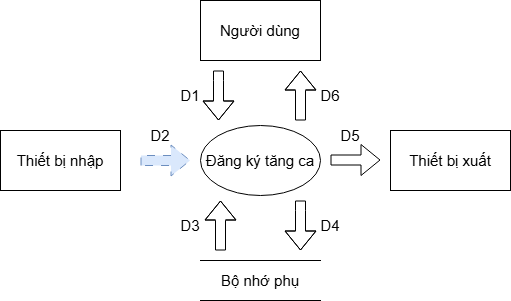 Người dùng
D1
D6
D2
D5
Thiết bị nhập
Đăng ký tăng ca
Thiết bị xuất
D3
D4
Bộ nhớ phụ